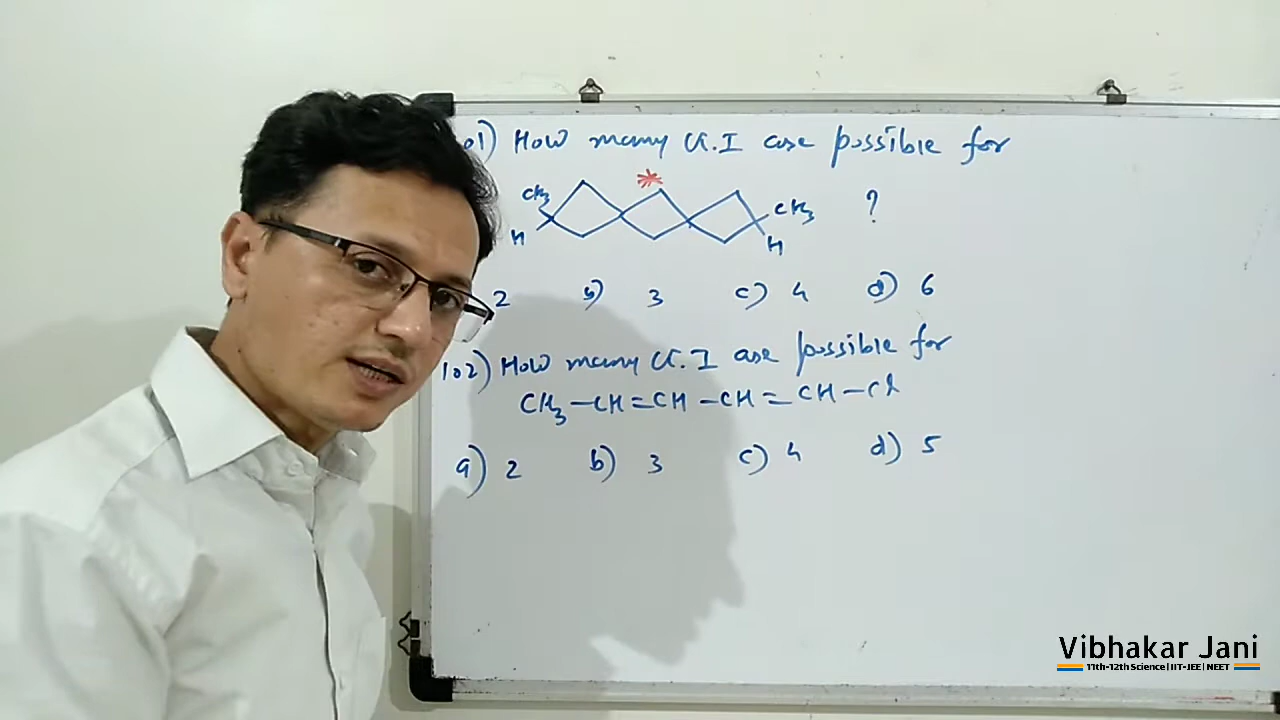 01) How many G.I are possible for
CH3 * CH3 ?
H H
2 b) 3 c) 4 d) 6
102) How many G.I are possible for
CH3-CH=CH-CH=CH-Cl
a) 2 b) 3 c) 4 d) 5
Vibhakar Jani
11th-12th Science | IIT-JEE | NEET